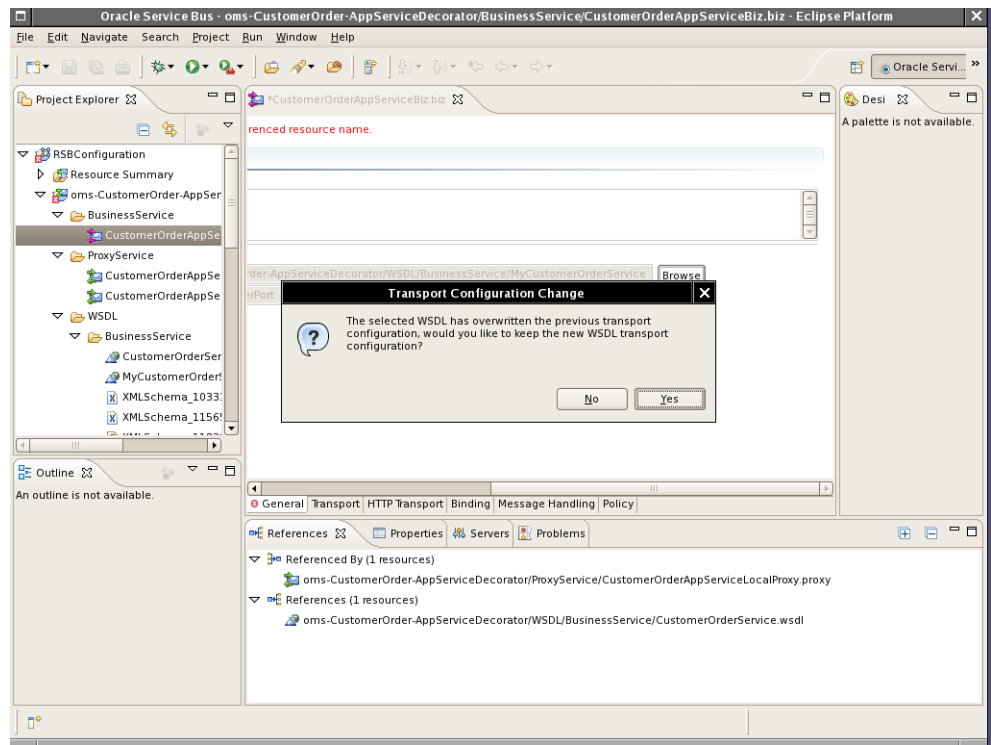 Oracle Service Bus - oms-CustomerOrder-AppServiceDecorator/BusinessService/CustomerOrderAppServiceBiz.biz - Eclipse Platform
File Edit Navigate Search Project Run Window Help
Oracle Servi... »
Project Explorer
*CustomerOrderAppServiceBiz.biz
Desi
A palette is not available.
renced resource name.
RSBConfiguration
Resource Summary
oms-CustomerOrder-AppSer
BusinessService
CustomerOrderAppSe
ProxyService
CustomerOrderAppSe
CustomerOrderAppSe
WSDL
BusinessService
CustomerOrderSer
MyCustomerOrder
XML​Schema_1033
XMLSchema_1156
rder-AppServiceDecorator/WSDL/BusinessService/MyCustomerOrderService Browse
erPort
Transport Configuration Change
The selected WSDL has overwritten the previous transport
configuration, would you like to keep the new WSDL transport
configuration?
No Yes
Outline
An outline is not available.
General Transport HTTP Transport Binding Message Handling Policy
References Properties Servers Problems
Referenced By (1 resources)
oms-CustomerOrder-AppServiceDecorator/ProxyService/CustomerOrderAppServiceLocalProxy.proxy
References (1 resources)
oms-CustomerOrder-AppServiceDecorator/WSDL/BusinessService/CustomerOrderService.wsdl